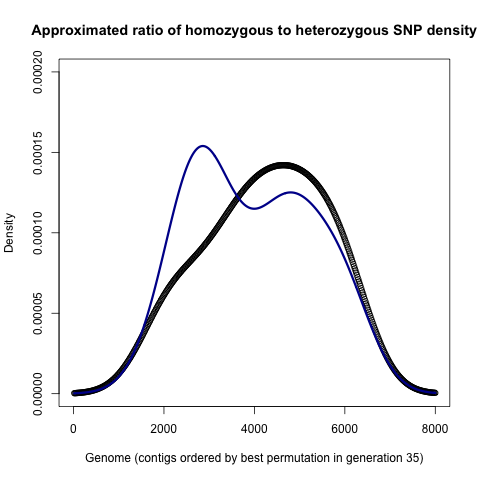 Approximated ratio of homozygous to heterozygous SNP density
0.00020
0.00015
0.00010
0.00005
0.00000
Density
0 2000 4000 6000 8000
Genome (contigs ordered by best permutation in generation 35)